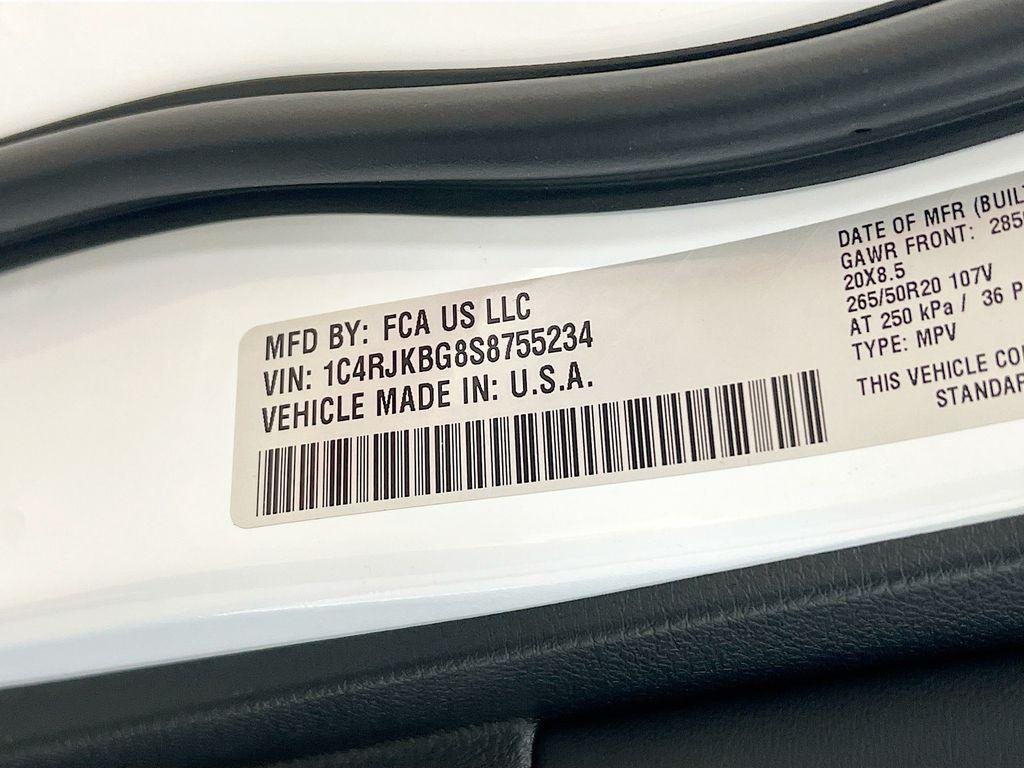 MFD BY: FCA US LLC
VIN: 1C4RJKBG8S8755234
VEHICLE MADE IN: U.S.A.
DATE OF MFR (BUIL
GAWR FRONT: 285
20X8.5
265/50R20 107V
AT 250 kPa / 36 P
TYPE: MPV
THIS VEHICLE CO
STANDAR